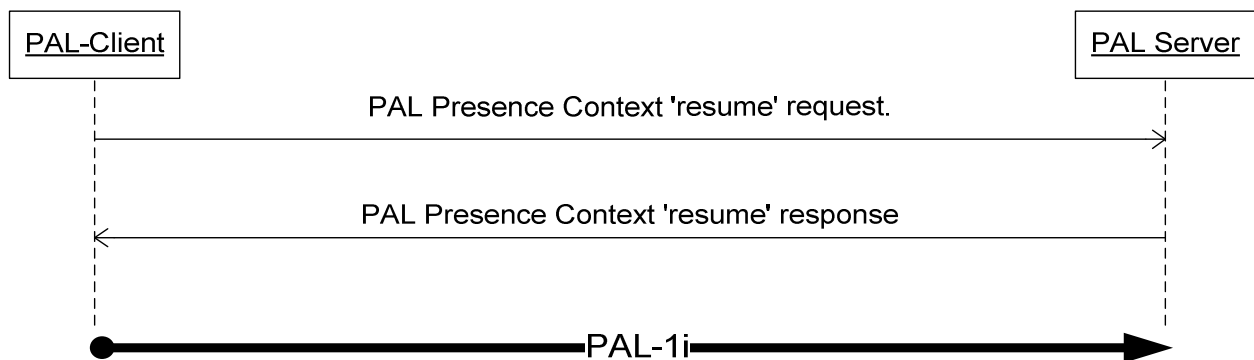 PAL-Client
PAL Server
PAL Presence Context 'resume' request.
PAL Presence Context 'resume' response
PAL-1i